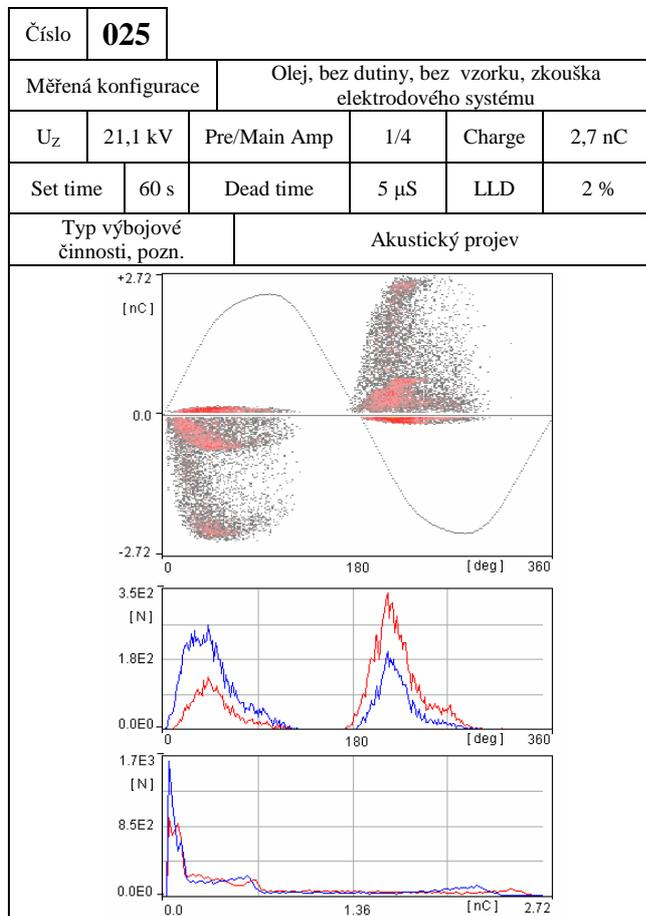 Číslo 025
Měřená konfigurace Olej, bez dutiny, bez vzorku, zkouška
elektrodového systému
UZ 21,1 kV Pre/Main Amp 1/4 Charge 2,7 nC
Set time 60 s Dead time 5 µS LLD 2 %
Typ výbojové
činnosti, pozn. Akustický projev
+2.72
[nC]
0.0
-2.72
0 180 [deg] 360
3.5E2
[N]
1.8E2
0.0E0
0 180 [deg] 360
1.7E3
[N]
8.5E2
0.0E0
0.0 1.36 [nC] 2.72